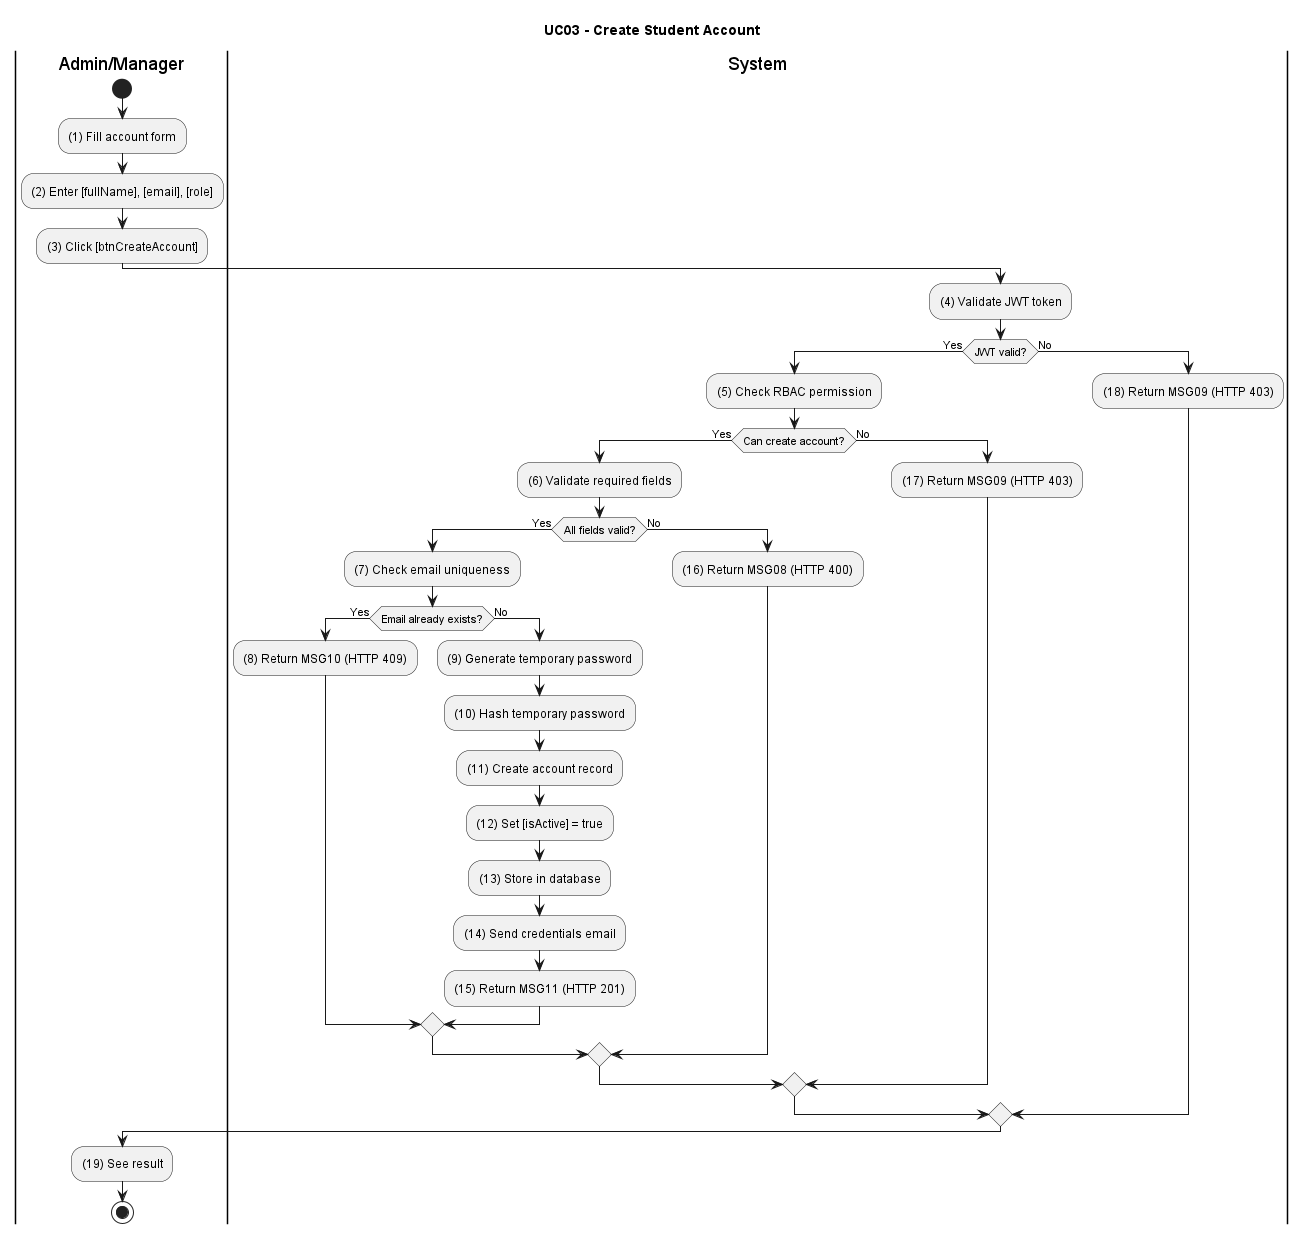 UC03 - Create Student Account
Admin/Manager
System
(1) Fill account form
(2) Enter [fullName], [email], [role]
(3) Click [btnCreateAccount]
(4) Validate JWT token
Yes
JWT valid?
No
(5) Check RBAC permission
(18) Return MSG09 (HTTP 403)
Yes
Can create account?
No
(6) Validate required fields
(17) Return MSG09 (HTTP 403)
Yes
All fields valid?
No
(7) Check email uniqueness
(16) Return MSG08 (HTTP 400)
Yes
Email already exists?
No
(8) Return MSG10 (HTTP 409)
(9) Generate temporary password
(10) Hash temporary password
(11) Create account record
(12) Set [isActive] = true
(13) Store in database
(14) Send credentials email
(15) Return MSG11 (HTTP 201)
(19) See result